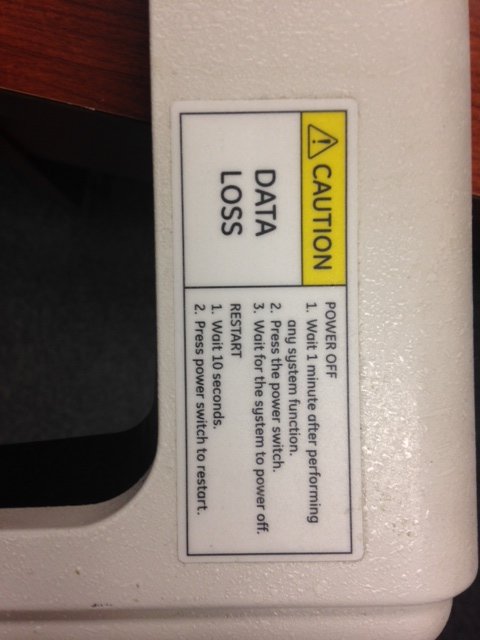 CAUTION
DATA
LOSS
POWER OFF
1. Wait 1 minute after performing
any system function.
2. Press the power switch.
3. Wait for the system to power off.
RESTART
1. Wait 10 seconds.
2. Press power switch to restart.